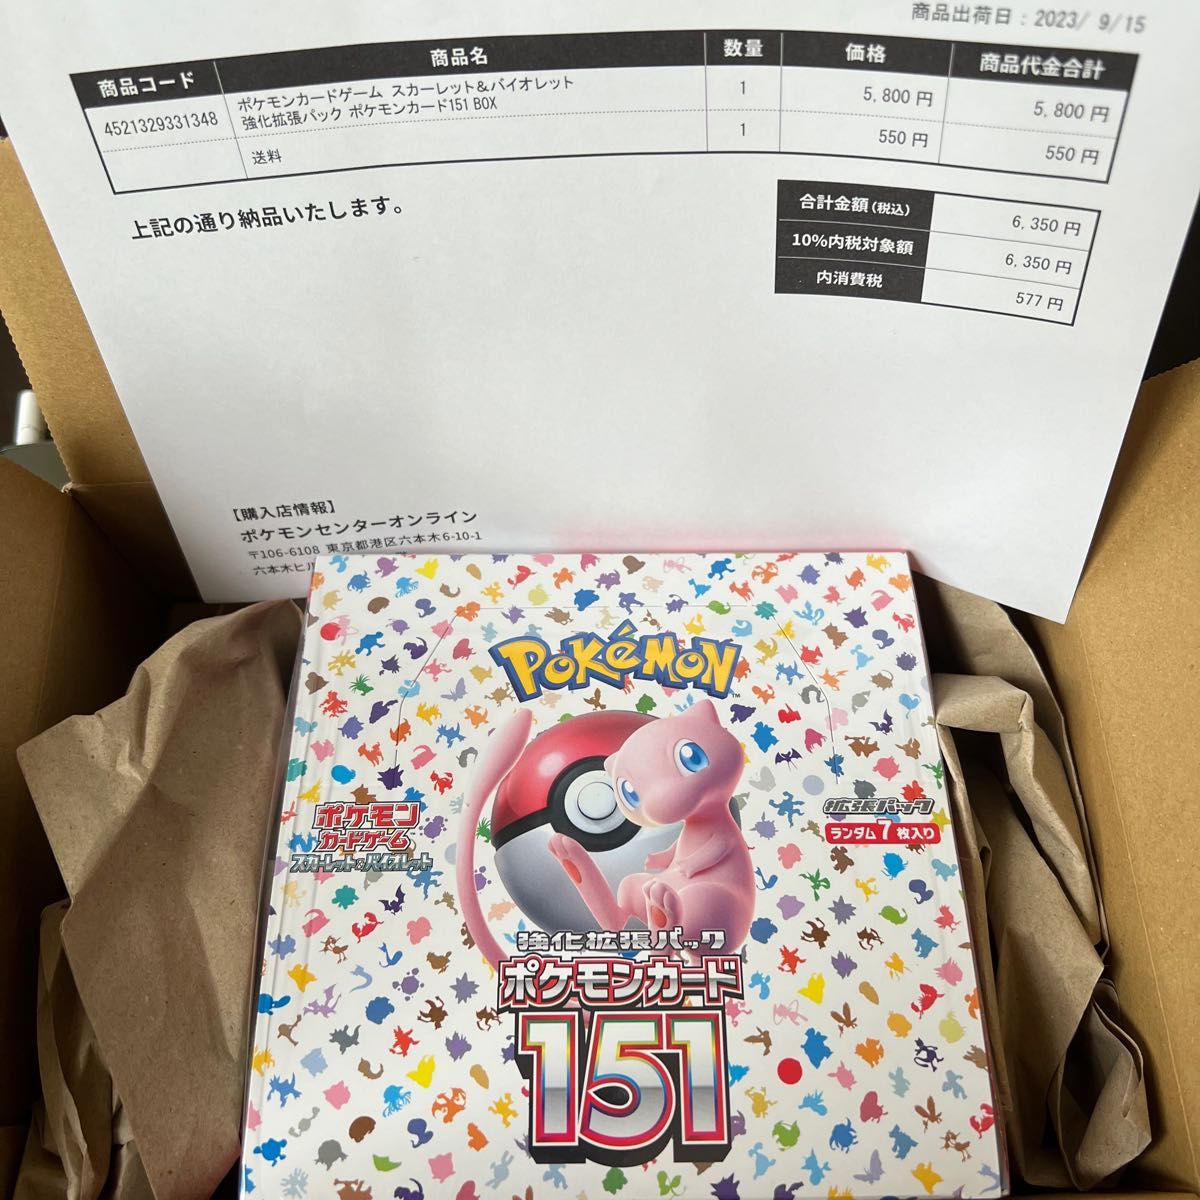 商品出荷日：2023/ 9/15
商品コード 商品名 数量 価格 商品代金合計
4521329331348 ポケモンカードゲーム スカーレット&バイオレット 1 5,800 円 5,800 円
強化拡張パック ポケモンカード151 BOX
送料 1 550 円 550 円
上記の通り納品いたします。
合計金額(税込) 6,350 円
10%内税対象額 6,350 円
内消費税 577 円
【購入店情報】
ポケモンセンターオンライン
〒106-6108 東京都港区六本木6-10-1
六本木ヒル
POKéMON
TM
ポケモン
カードゲーム
スカーレット&バイオレット
拡張パック
ランダム7枚入り
強化拡張パック
ポケモンカード
151